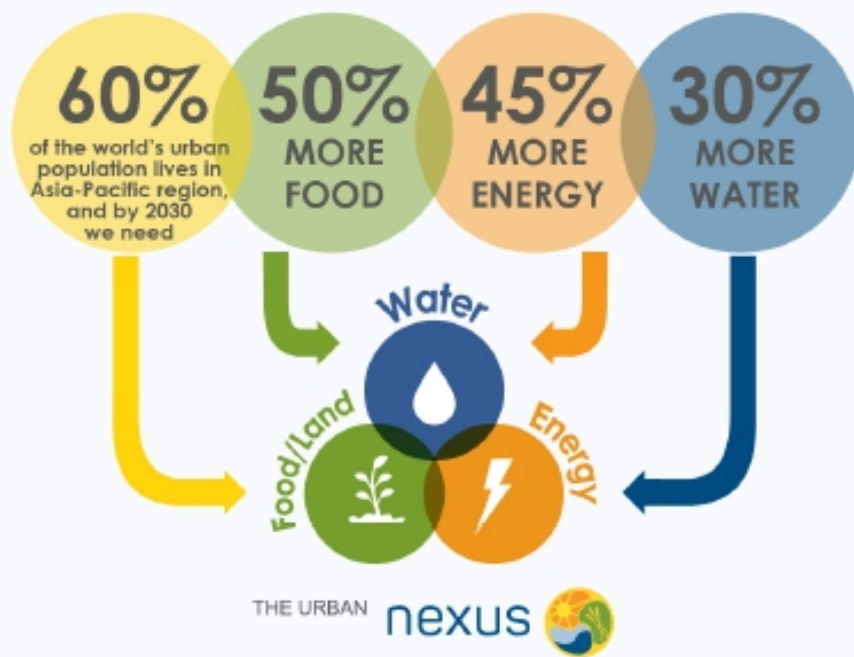 60%
of the world's urban
population lives in
Asia-Pacific region,
and by 2030
we need
50%
MORE
FOOD
45%
MORE
ENERGY
30%
MORE
WATER
Water
Food/Land
Energy
THE URBAN nexus